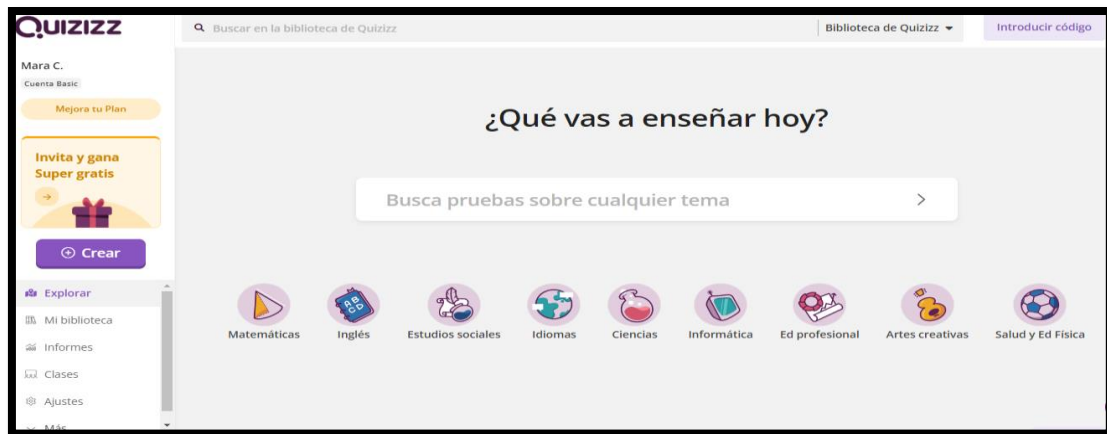 QUIZIZZ
Buscar en la biblioteca de Quizizz
Biblioteca de Quizizz
Introducir código
Mara C.
Cuenta Basic
Mejora tu Plan
Invita y gana
Super gratis
Crear
Explorar
Mi biblioteca
Informes
Clases
Ajustes
Más
¿Qué vas a enseñar hoy?
Busca pruebas sobre cualquier tema
ABCD
Matemáticas
Inglés
Estudios sociales
Idiomas
Ciencias
Informática
Ed profesional
Artes creativas
Salud y Ed Física